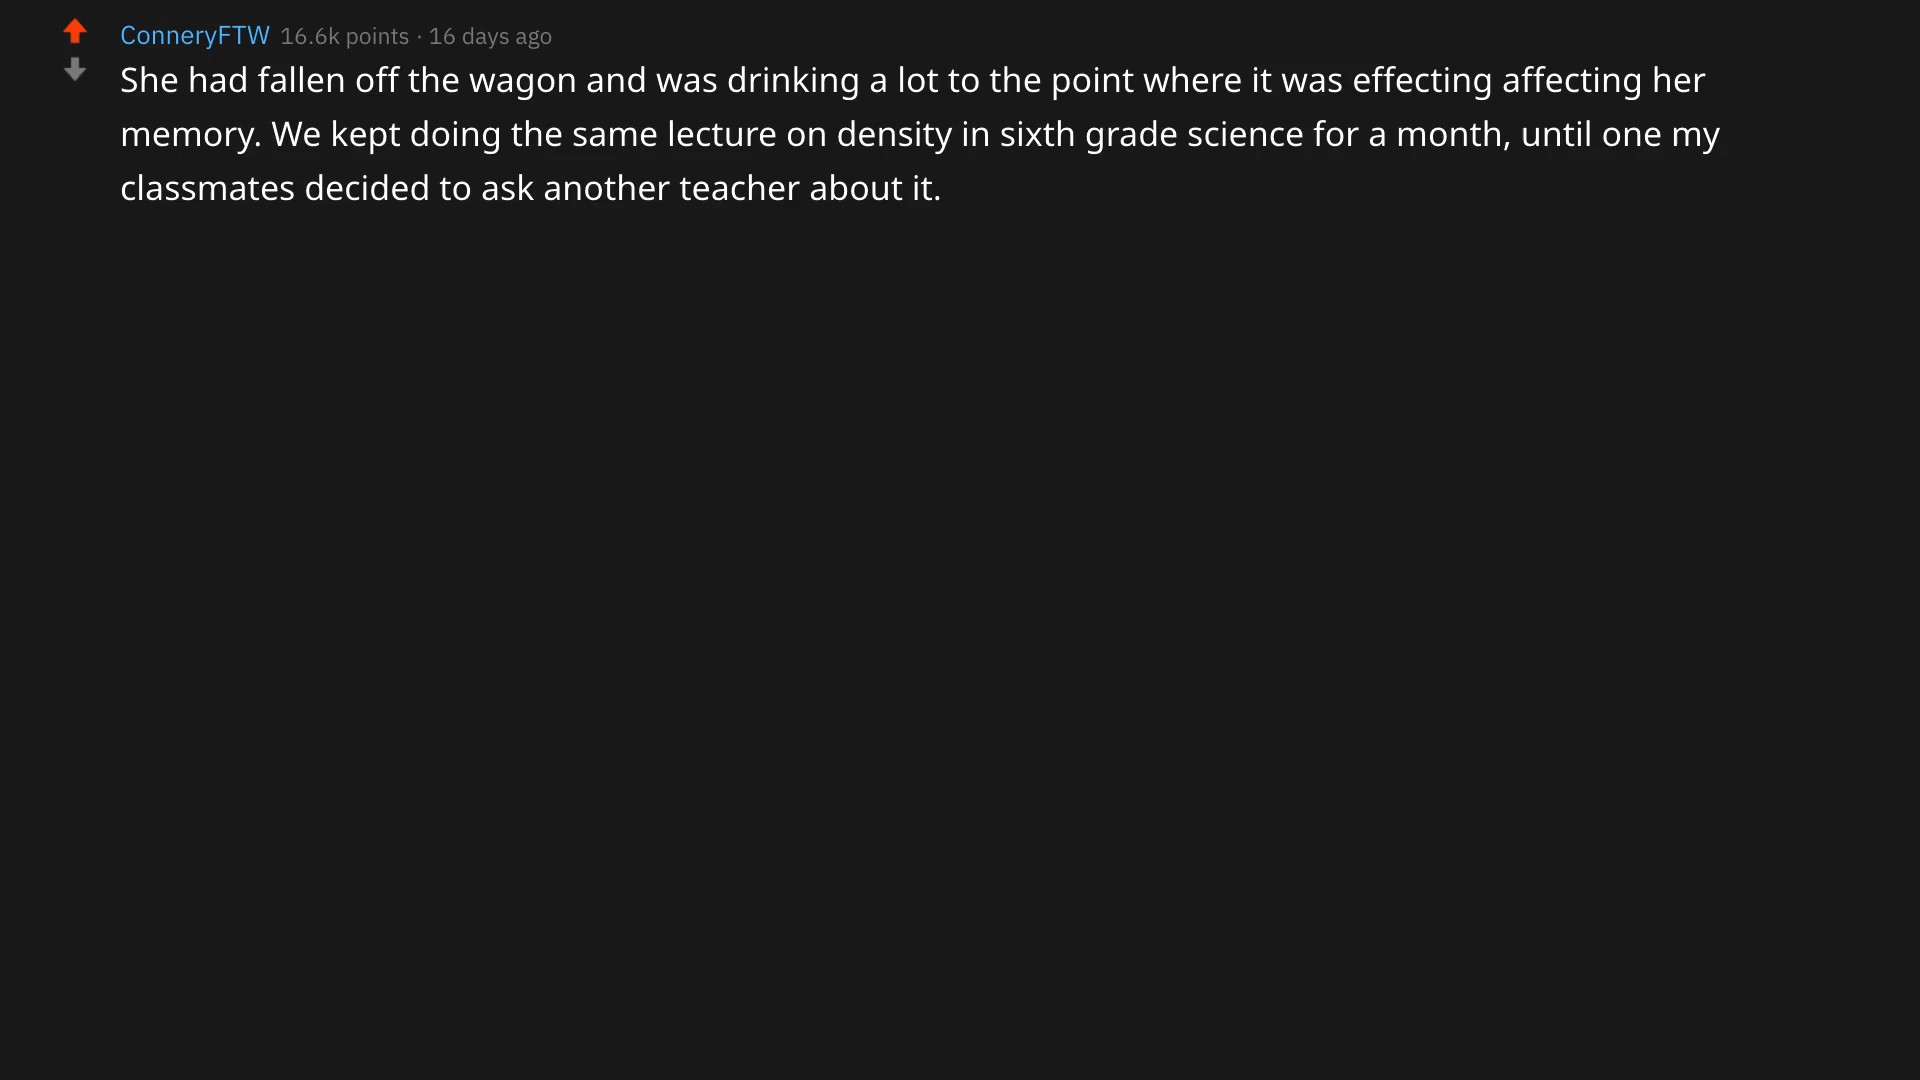 ConneryFTW 16.6k points · 16 days ago
She had fallen off the wagon and was drinking a lot to the point where it was effecting affecting her
memory. We kept doing the same lecture on density in sixth grade science for a month, until one my
classmates decided to ask another teacher about it.